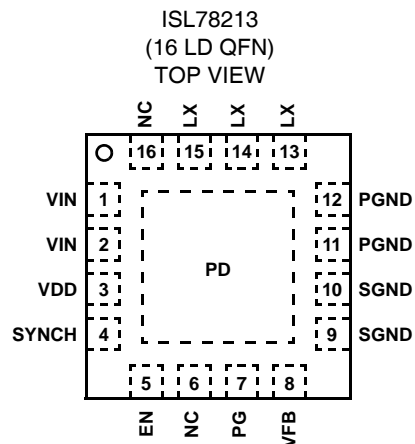 ISL78213
(16 LD QFN)
TOP VIEW
NC LX LX LX
16 15 14 13
VIN 1 12 PGND
VIN 2 11 PGND
PD
VDD 3 10 SGND
SYNCH 4 9 SGND
5 6 7 8
EN NC PG VFB